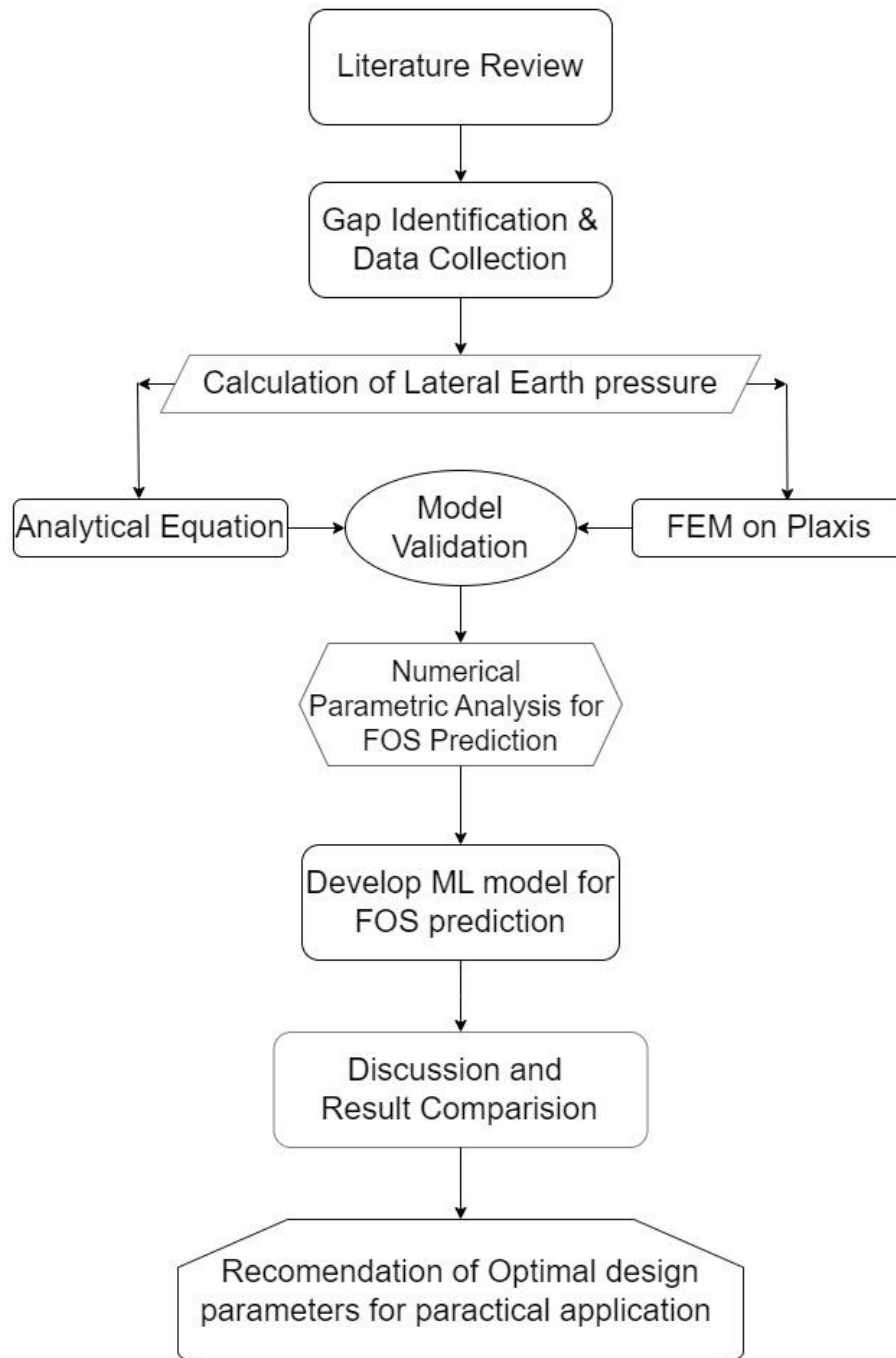 Literature Review
Gap Identification &
Data Collection
Calculation of Lateral Earth pressure
Analytical Equation
Model
Validation
FEM on Plaxis
Numerical
Parametric Analysis for
FOS Prediction
Develop ML model for
FOS prediction
Discussion and
Result Comparision
Recomendation of Optimal design
parameters for paractical application